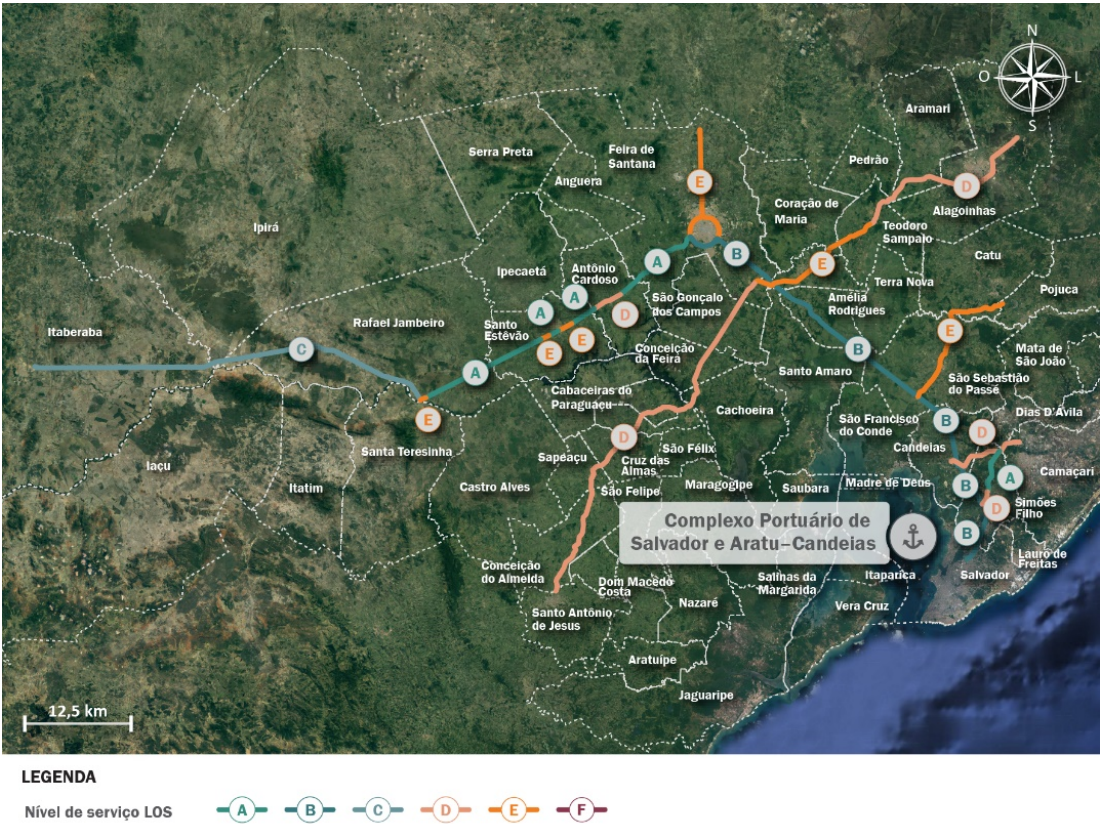 N
O
L
S
Aramari
Serra Preta
Feira de
Santana
Pedrão
Anguera
E
D
Coração de
Maria
Alagoinhas
Ipirá
Teodoro
Sampaio
A
B
E
Catu
Ipecaetá
Antônio
Cardoso
Terra Nova
Pojuca
A
A
São Gonçalo
dos Campos
Amélia
Rodrigues
Itaberaba
Rafael Jambeiro
Santo
Estêvão
D
E
C
E
E
Conceição
da Feira
B
Mata de
São João
A
Santo Amaro
São Sebastião
do Passé
Cabaceiras do
Paraguaçu
Cachoeira
São Francisco
do Conde
B
D
Dias D'Ávila
E
Santa Teresinha
D
Candeias
Iaçu
Sapeaçu
Cruz das
Almas
São Félix
Camaçari
Itatim
Castro Alves
São Felipe
Maragogipe
Saubara
Madre de Deus
B
A
D
Simões
Filho
Complexo Portuário de
Salvador e Aratu–Candeias
B
Lauro de
Freitas
Conceição
do Almeida
Dom Macedo
Costa
Salinas da
Margarida
Itaparica
Salvador
Santo Antônio
de Jesus
Nazaré
Vera Cruz
Aratuípe
Jaguaripe
12,5 km
LEGENDA
Nível de serviço LOS
A
B
C
D
E
F